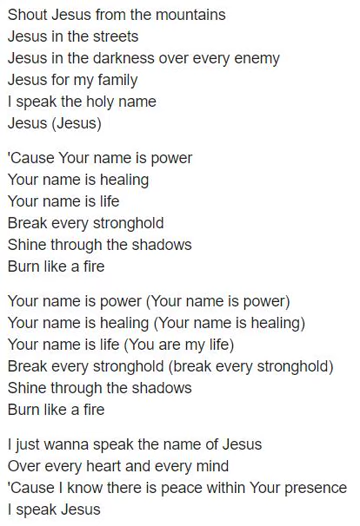 Shout Jesus from the mountains
Jesus in the streets
Jesus in the darkness over every enemy
Jesus for my family
I speak the holy name
Jesus (Jesus)

'Cause Your name is power
Your name is healing
Your name is life
Break every stronghold
Shine through the shadows
Burn like a fire

Your name is power (Your name is power)
Your name is healing (Your name is healing)
Your name is life (You are my life)
Break every stronghold (break every stronghold)
Shine through the shadows
Burn like a fire

I just wanna speak the name of Jesus
Over every heart and every mind
'Cause I know there is peace within Your presence
I speak Jesus